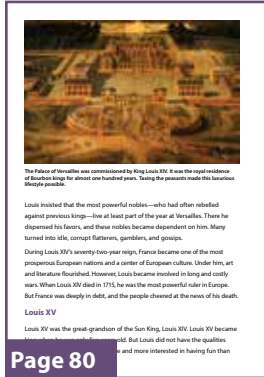 The Palace of Versailles was commissioned by King Louis XIV. It was the royal residence
of Bourbon kings for almost one hundred years. Taxing the peasants made this luxurious
lifestyle possible.
Louis insisted that the most powerful nobles—who had often rebelled
against previous kings—live at least part of the year at Versailles. There he
dispensed his favors, and these nobles became dependent on him. Many
turned into idle, corrupt flatterers, gamblers, and gossips.
During Louis XIV’s seventy-two-year reign, France became one of the most
prosperous European nations and a center of European culture. Under him, art
and literature flourished. However, Louis became involved in long and costly
wars. When Louis XIV died in 1715, he was the most powerful ruler in Europe.
But France was deeply in debt, and the people cheered at the news of his death.
Louis XV
Louis XV was the great-grandson of the Sun King, Louis XIV. Louis XV became
old. But Louis did not have the qualities
and more interested in having fun than
Page 80